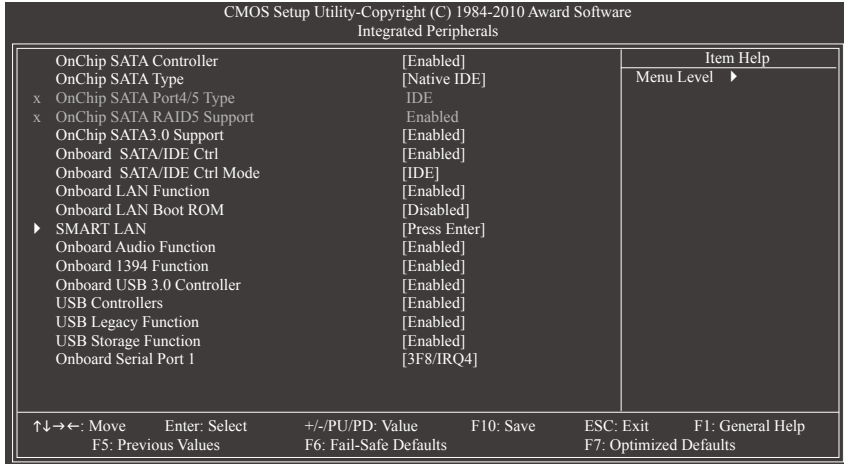 CMOS Setup Utility-Copyright (C) 1984-2010 Award Software
Integrated Peripherals
OnChip SATA Controller [Enabled]
OnChip SATA Type [Native IDE]
x OnChip SATA Port4/5 Type IDE
x OnChip SATA RAID5 Support Enabled
OnChip SATA3.0 Support [Enabled]
Onboard SATA/IDE Ctrl [Enabled]
Onboard SATA/IDE Ctrl Mode [IDE]
Onboard LAN Function [Enabled]
Onboard LAN Boot ROM [Disabled]
SMART LAN [Press Enter]
Onboard Audio Function [Enabled]
Onboard 1394 Function [Enabled]
Onboard USB 3.0 Controller [Enabled]
USB Controllers [Enabled]
USB Legacy Function [Enabled]
USB Storage Function [Enabled]
Onboard Serial Port 1 [3F8/IRQ4]
Item Help
Menu Level
↑↓→←: Move Enter: Select +/-/PU/PD: Value F10: Save ESC: Exit F1: General Help
F5: Previous Values F6: Fail-Safe Defaults F7: Optimized Defaults